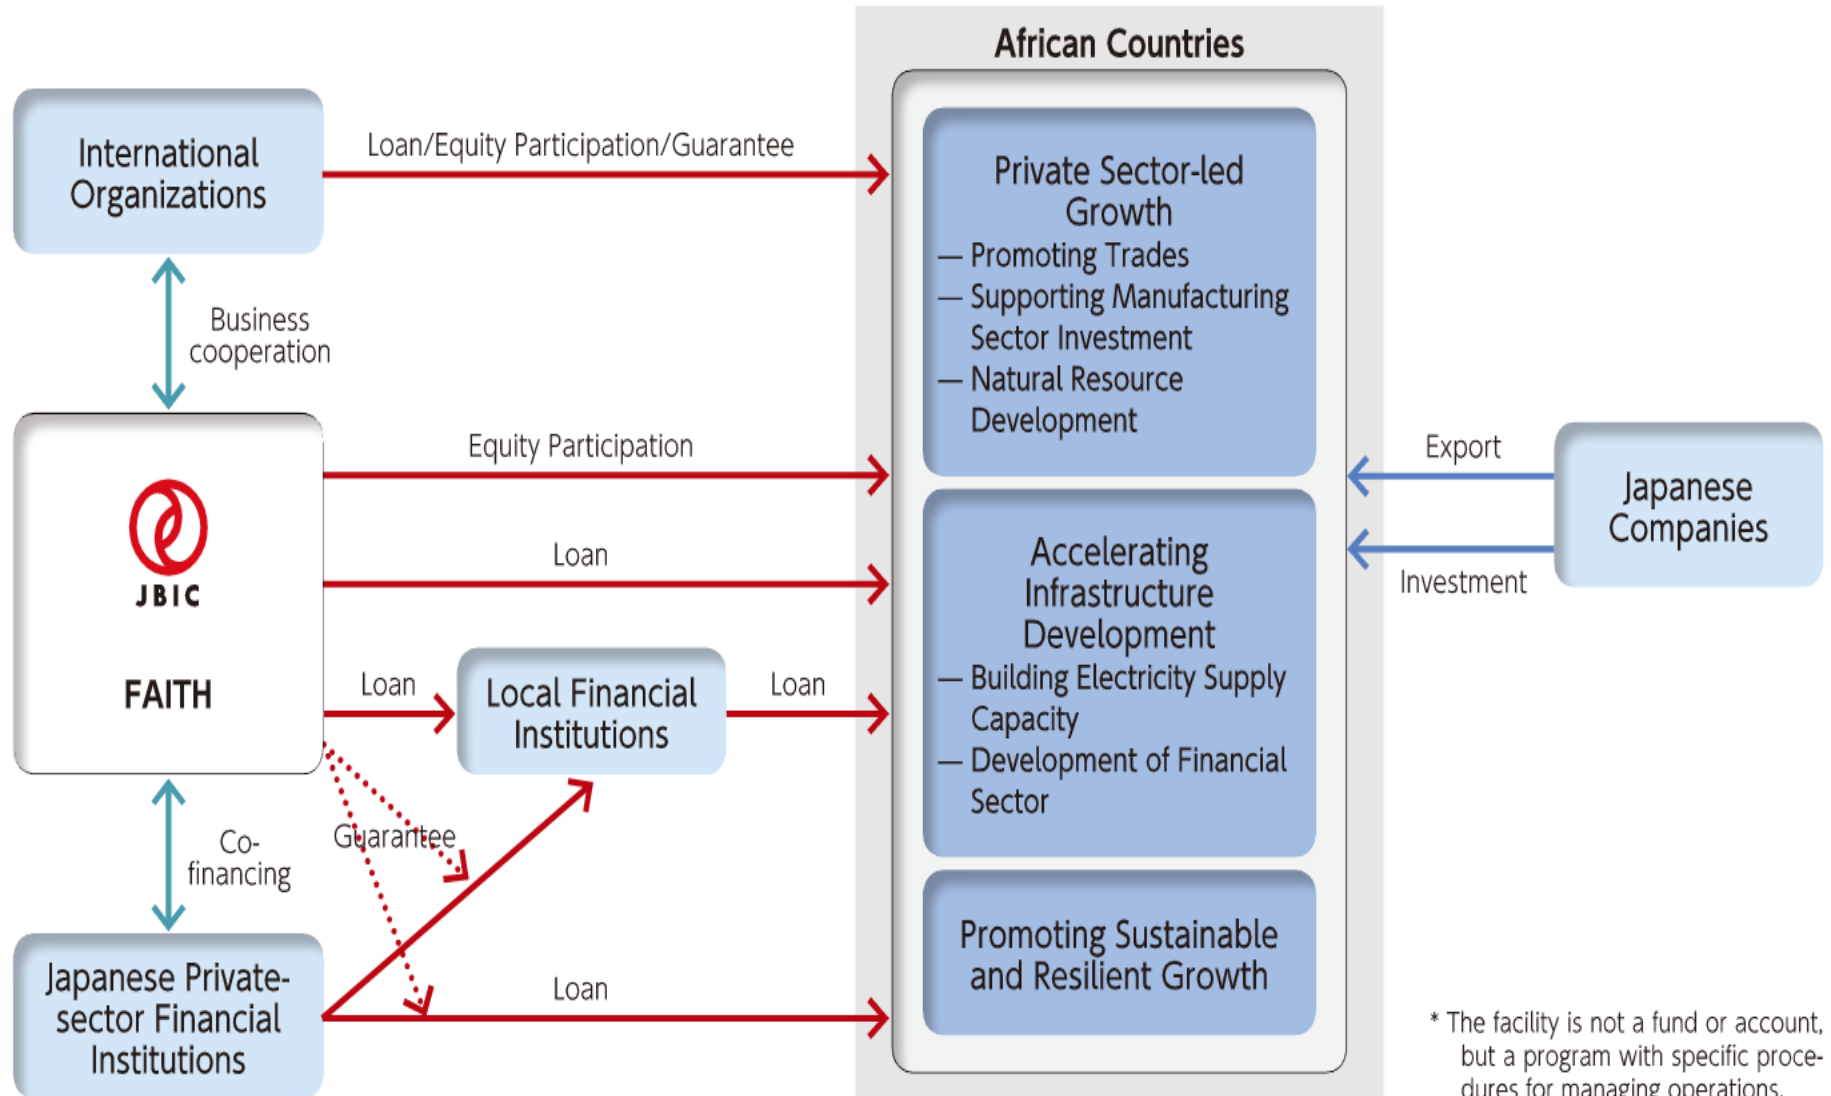 African Countries
International
Organizations
Loan/Equity Participation/Guarantee
Private Sector-led
Growth
— Promoting Trades
— Supporting Manufacturing
Sector Investment
— Natural Resource
Development
Business
cooperation
JBIC
FAITH
Equity Participation
Loan
Loan
Local Financial
Institutions
Loan
Accelerating
Infrastructure
Development
— Building Electricity Supply
Capacity
— Development of Financial
Sector
Export
Investment
Japanese
Companies
Co-
financing
Guarantee
Japanese Private-
sector Financial
Institutions
Loan
Promoting Sustainable
and Resilient Growth
* The facility is not a fund or account,
but a program with specific proce-
dures for managing operations.